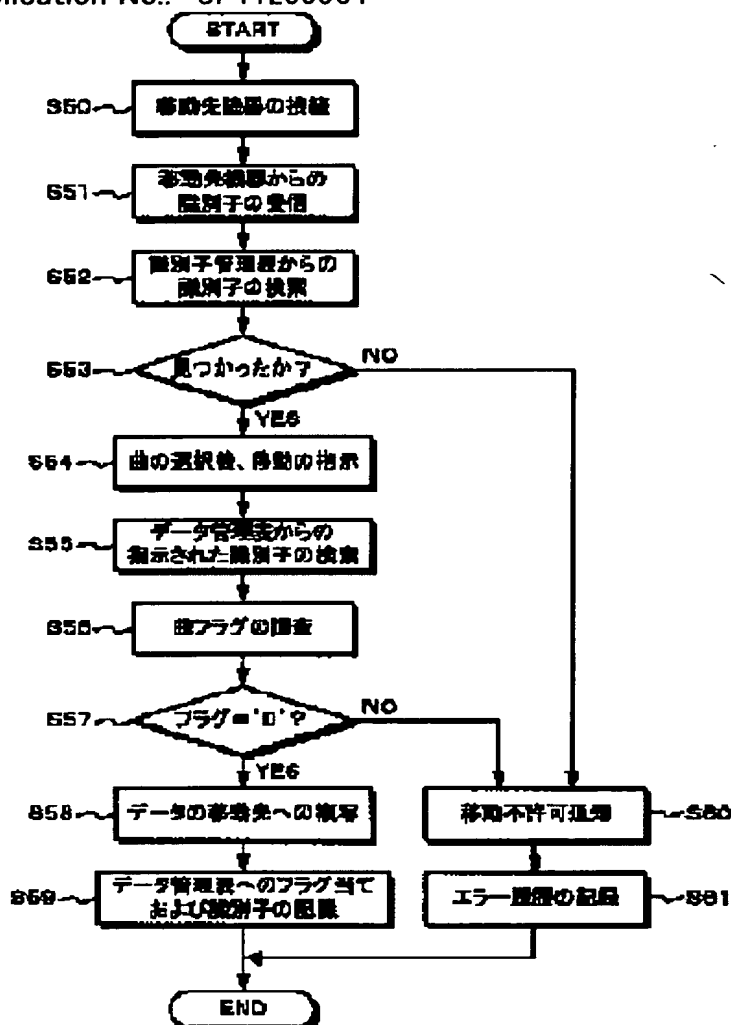 START
S50
移動先機器の接続
S51
移動先機器からの
識別子の受信
S52
識別子管理表からの
識別子の検索
S53
見つかったか?
NO
YES
S54
曲の選択後、移動の指示
S55
データ管理表からの
指示された識別子の検索
S56
曲フラグの調査
S57
フラグ='0'?
NO
YES
S58
データの移動先への複写
移動不許可通知
S60
S59
データ管理表へのフラグ当て
および識別子の記録
エラー履歴の記録
S61
END